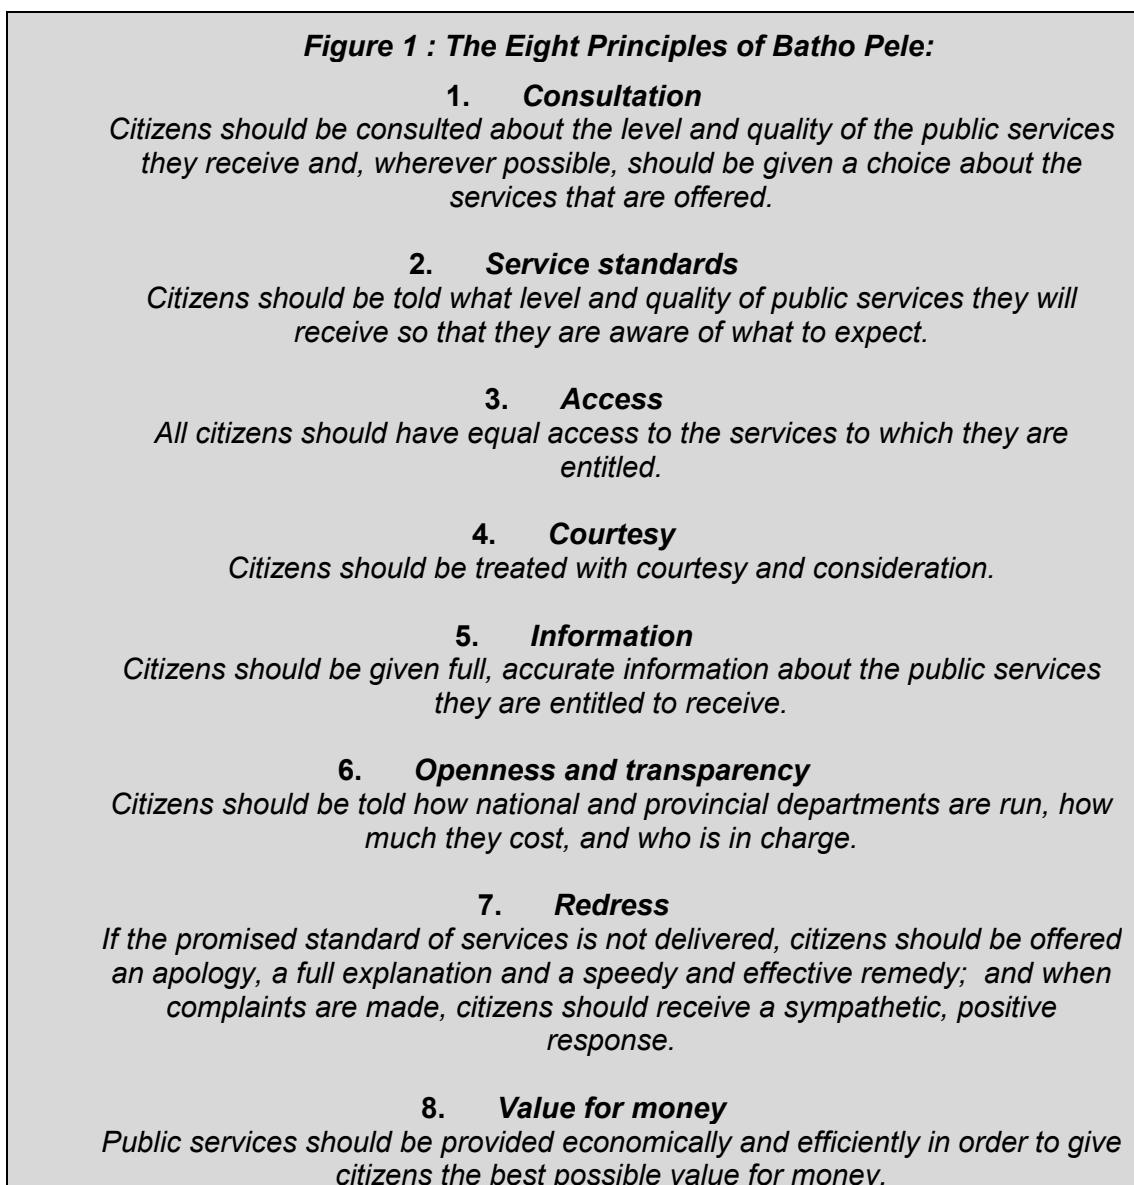 Figure 1 : The Eight Principles of Batho Pele:
1. Consultation
Citizens should be consulted about the level and quality of the public services
they receive and, wherever possible, should be given a choice about the
services that are offered.
2. Service standards
Citizens should be told what level and quality of public services they will
receive so that they are aware of what to expect.
3. Access
All citizens should have equal access to the services to which they are
entitled.
4. Courtesy
Citizens should be treated with courtesy and consideration.
5. Information
Citizens should be given full, accurate information about the public services
they are entitled to receive.
6. Openness and transparency
Citizens should be told how national and provincial departments are run, how
much they cost, and who is in charge.
7. Redress
If the promised standard of services is not delivered, citizens should be offered
an apology, a full explanation and a speedy and effective remedy; and when
complaints are made, citizens should receive a sympathetic, positive
response.
8. Value for money
Public services should be provided economically and efficiently in order to give
citizens the best possible value for money.